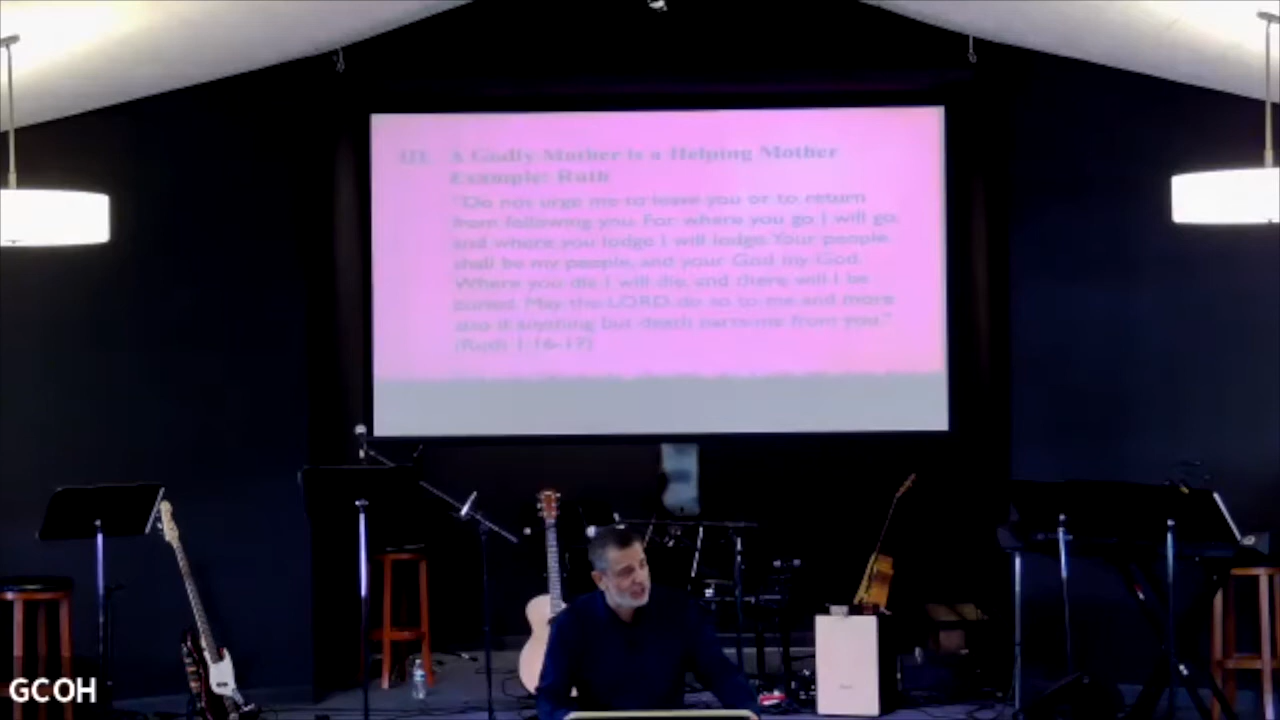 III. A Godly Mother is a Helping Mother
Example: Ruth
"Do not urge me to leave you or to return
from following you. For where you go I will go,
and where you lodge I will lodge. Your people
shall be my people, and your God my God.
Where you die I will die, and there will I be
buried. May the LORD do so to me and more
also if anything but death parts me from you."
(Ruth 1:16-17)
GCOH